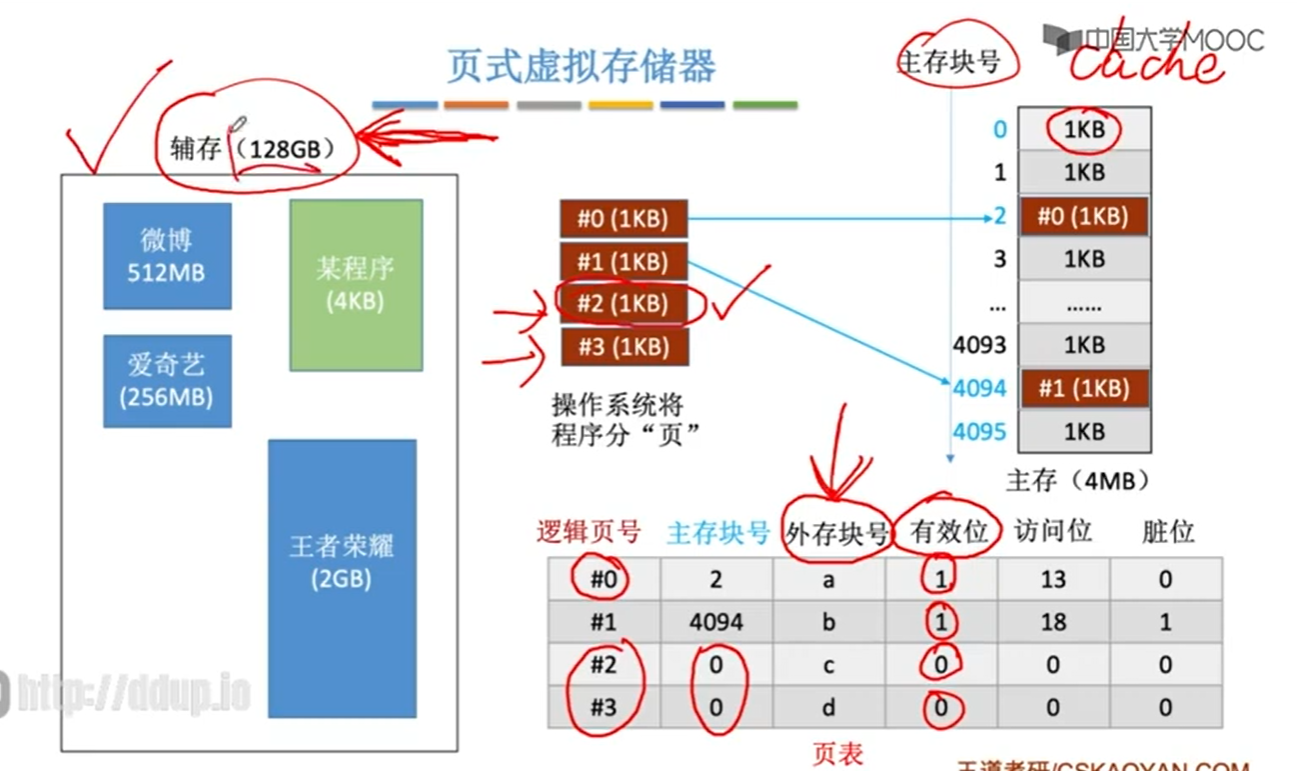 页式虚拟存储器
主存块号
中国大学MOOC
cache
辅存（128GB）
微博
512MB
某程序
(4KB)
爱奇艺
(256MB)
王者荣耀
(2GB)
#0 (1KB)
#1 (1KB)
#2 (1KB)
#3 (1KB)
操作系统将
程序分“页”
0 1KB
1 1KB
2 #0 (1KB)
3 1KB
... ......
4093 1KB
4094 #1 (1KB)
4095 1KB
主存（4MB）
逻辑页号 主存块号 外存块号 有效位 访问位 脏位
#0 2 a 1 13 0
#1 4094 b 1 18 1
#2 0 c 0 0 0
#3 0 d 0 0 0
页表
http://ddup.io
王道考研/CSKAOYAN.COM